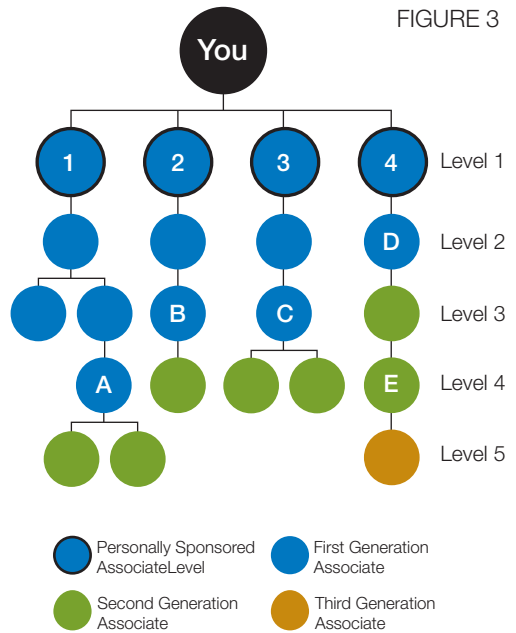 FIGURE 3
You
1
2
3
4
Level 1
D
Level 2
B
C
Level 3
A
E
Level 4
Level 5
Personally Sponsored
AssociateLevel
First Generation
Associate
Second Generation
Associate
Third Generation
Associate